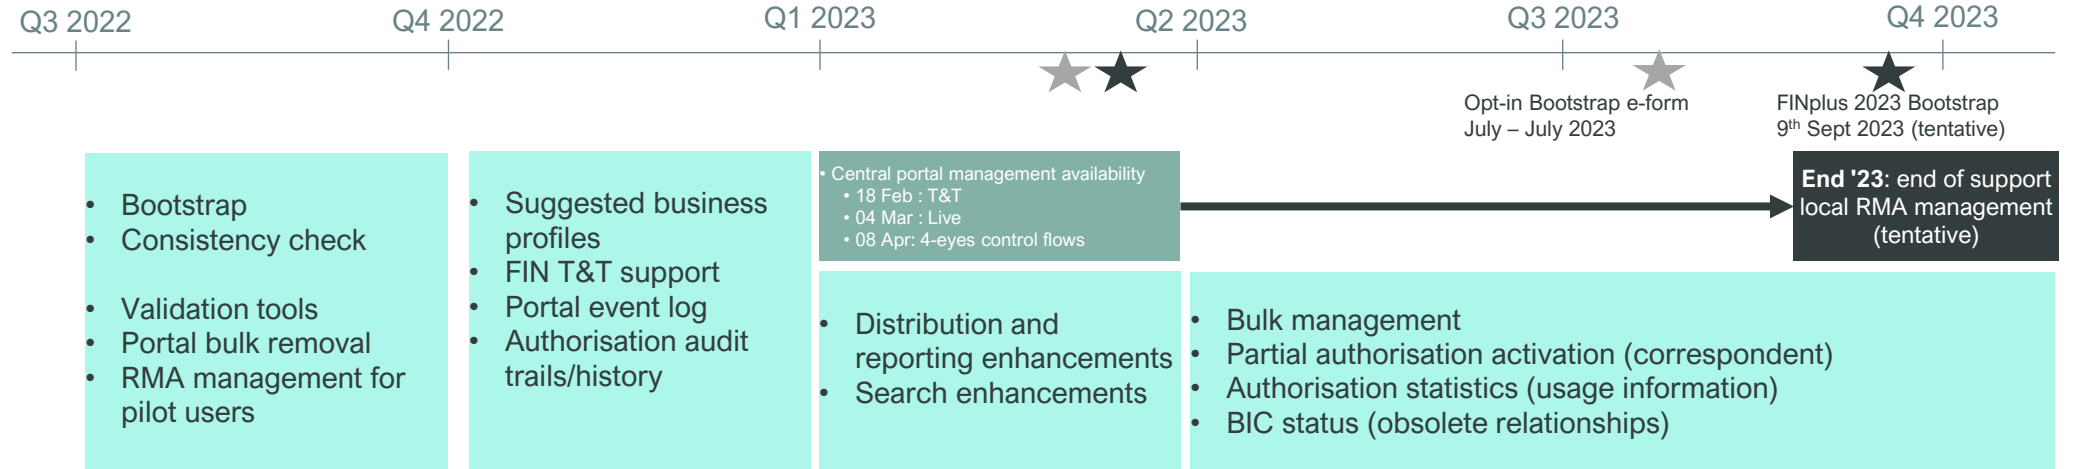 Q3 2022
Q4 2022
Q1 2023
Q2 2023
Q3 2023
Q4 2023
Opt-in Bootstrap e-form
July – July 2023
FINplus 2023 Bootstrap
9th Sept 2023 (tentative)
• Bootstrap
• Consistency check
• Validation tools
• Portal bulk removal
• RMA management for
pilot users
• Suggested business
profiles
• FIN T&T support
• Portal event log
• Authorisation audit
trails/history
• Central portal management availability
• 18 Feb : T&T
• 04 Mar : Live
• 08 Apr: 4-eyes control flows
End '23: end of support
local RMA management
(tentative)
• Distribution and
reporting enhancements
• Search enhancements
• Bulk management
• Partial authorisation activation (correspondent)
• Authorisation statistics (usage information)
• BIC status (obsolete relationships)